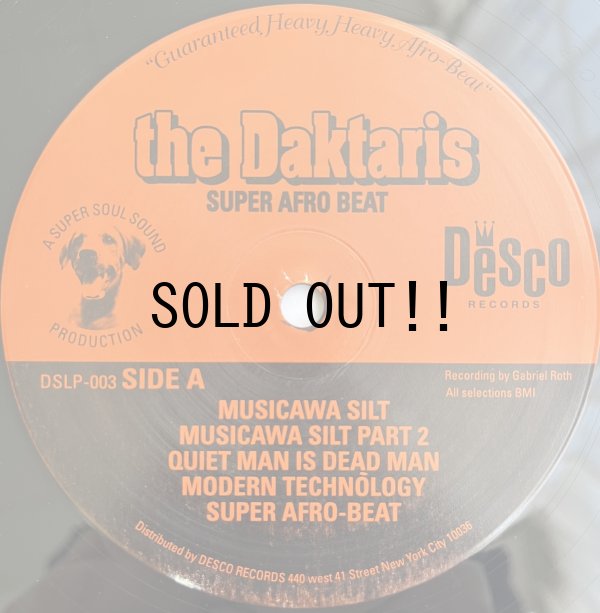 "Guaranteed Heavy, Heavy Afro-Beat"
the Daktaris
SUPER AFRO BEAT
A SUPER SOUL SOUND
PRODUCTION
Desco
RECORDS
SOLD OUT!!
DSLP-003 SIDE A
Recording by Gabriel Roth
All selections BMI
MUSICAWA SILT
MUSICAWA SILT PART 2
QUIET MAN IS DEAD MAN
MODERN TECHNŌLOGY
SUPER AFRO-BEAT
Distributed by DESCO RECORDS 440 west 41 Street New York City 10036